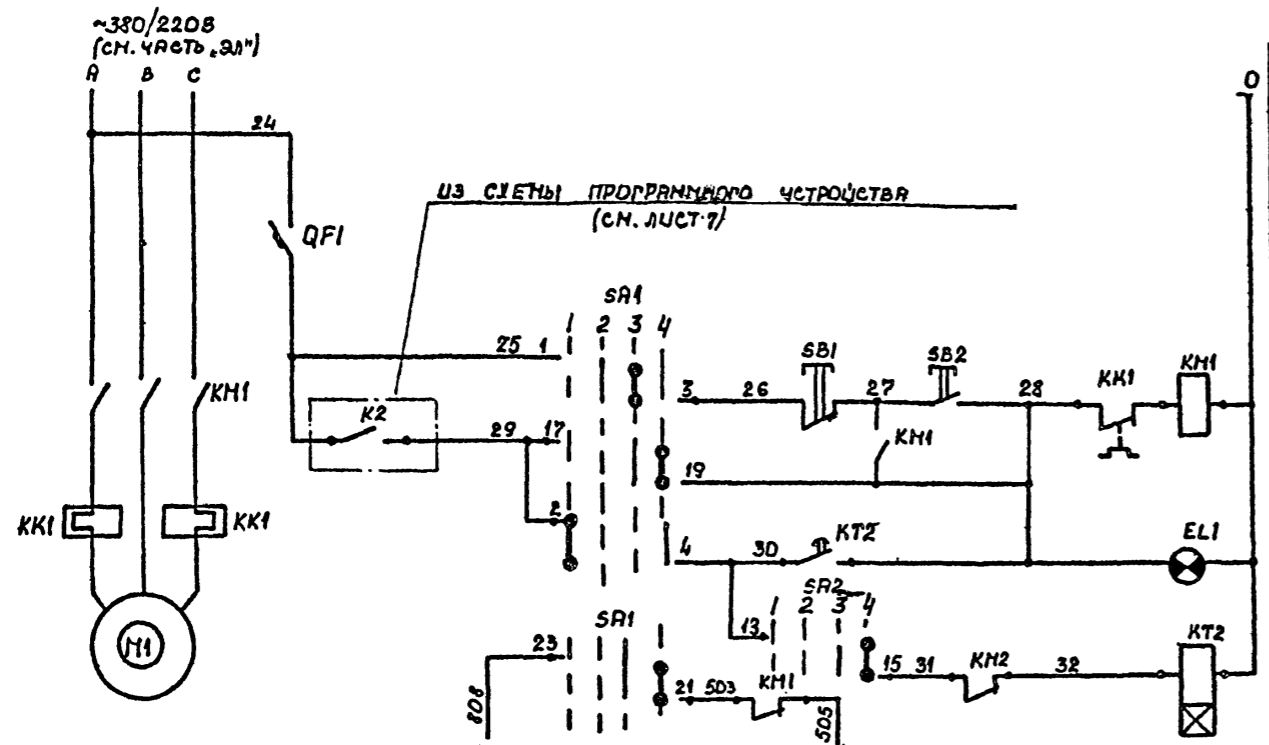 ~380/220В
(СМ. ЧАСТЬ „ЭЛ")
А В С
0
24
ИЗ СХЕМЫ ПРОГРАММНОГО УСТРОЙСТВА
(СМ. ЛИСТ 7)
QF1
SA1
1 2 3 4
25 1
KM1
3 26 SB1 27 SB2 28 KK1 KM1
K2
29 17
KM1
19
2
KK1 KK1
4 30 KT2 EL1
SA2
1 2 3 4
13
M1
SA1
23
KT2
15 31 KM2 32
21 503 KM1
808
505